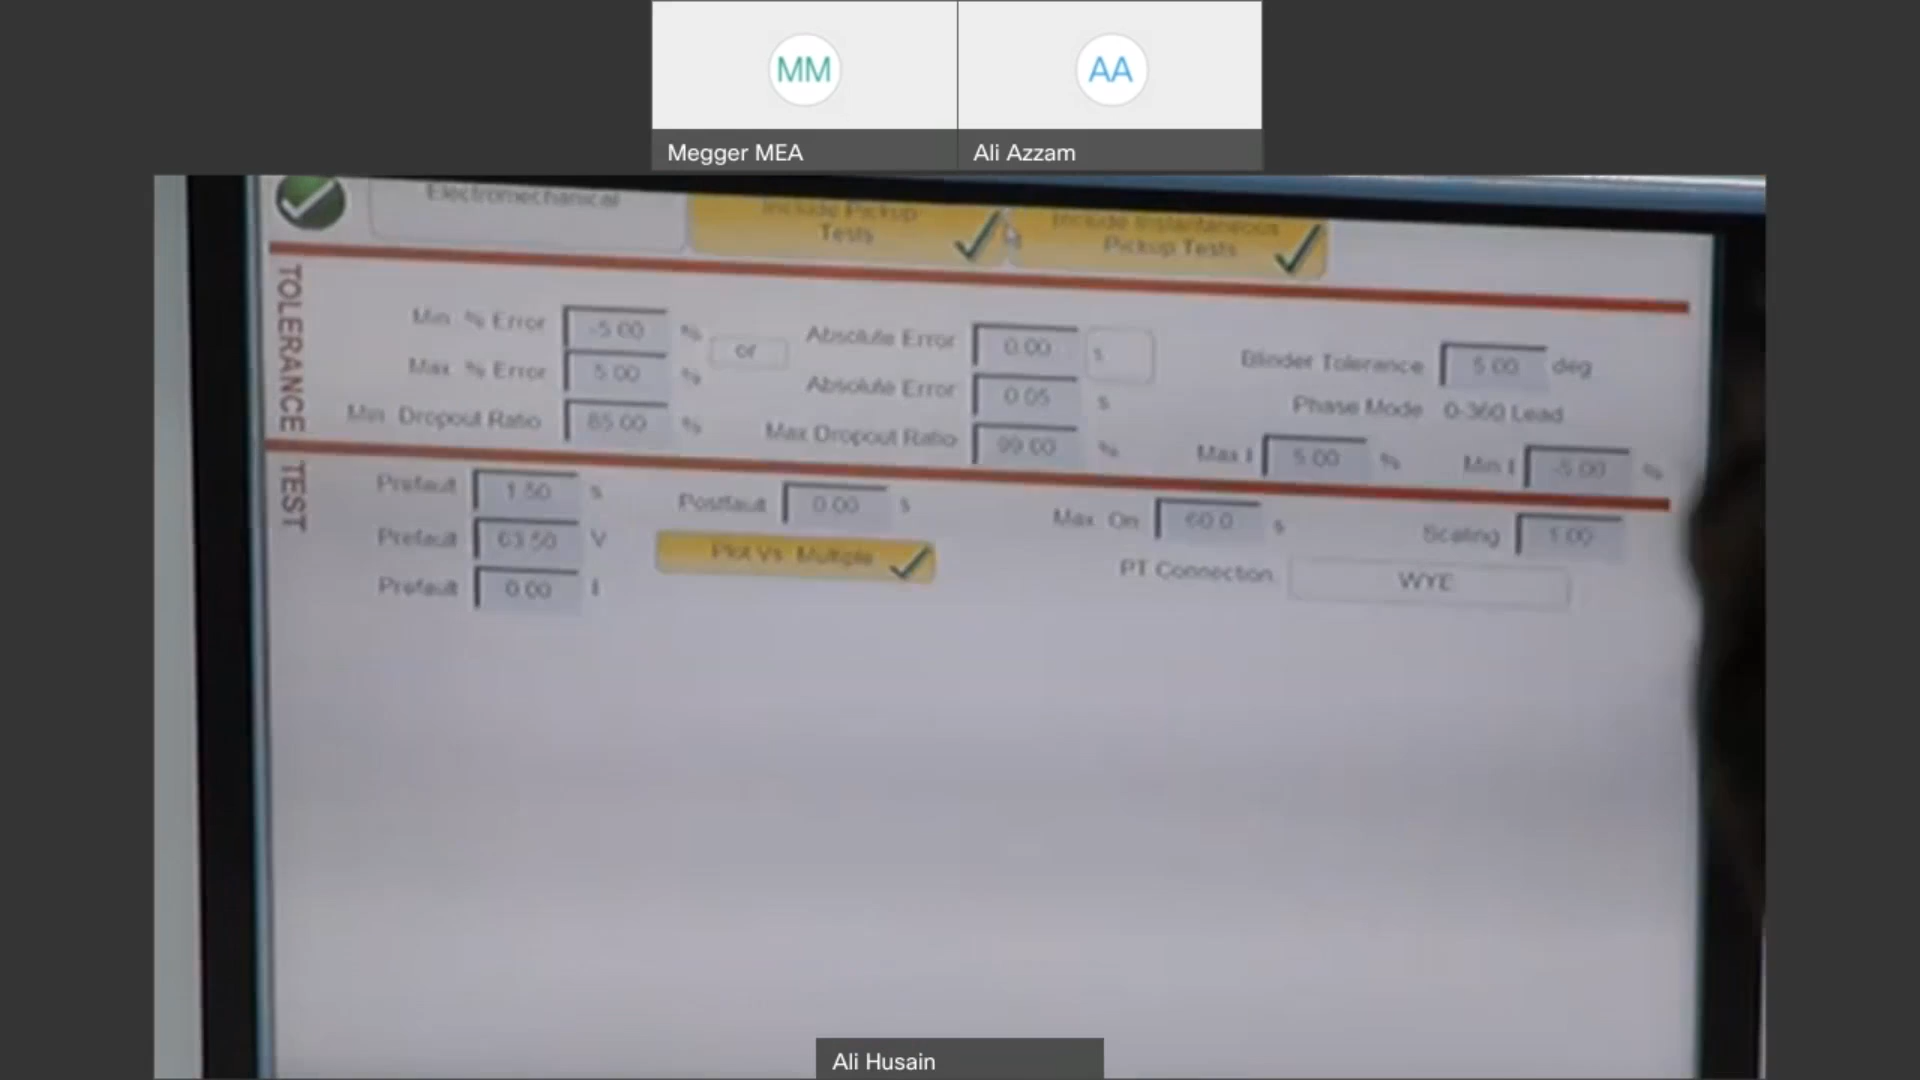 MM
AA
Megger MEA
Ali Azzam
Electromechanical
Include Pickup
Tests
Include Instantaneous
Pickup Tests
TOLERANCE
Min. % Error -5.00 % or Absolute Error 0.00 s Blinder Tolerance 5.00 deg
Max. % Error 5.00 % Absolute Error 0.05 s Phase Mode 0-360 Lead
Min. Dropout Ratio 85.00 % Max Dropout Ratio 99.00 % Max I 5.00 % Min I -5.00 %
TEST
Prefault 1.50 s Postfault 0.00 s Max. On 60.0 s Scaling 1.00
Prefault 63.50 V Plot Vs. Multiple PT Connection WYE
Prefault 0.00 I
Ali Husain